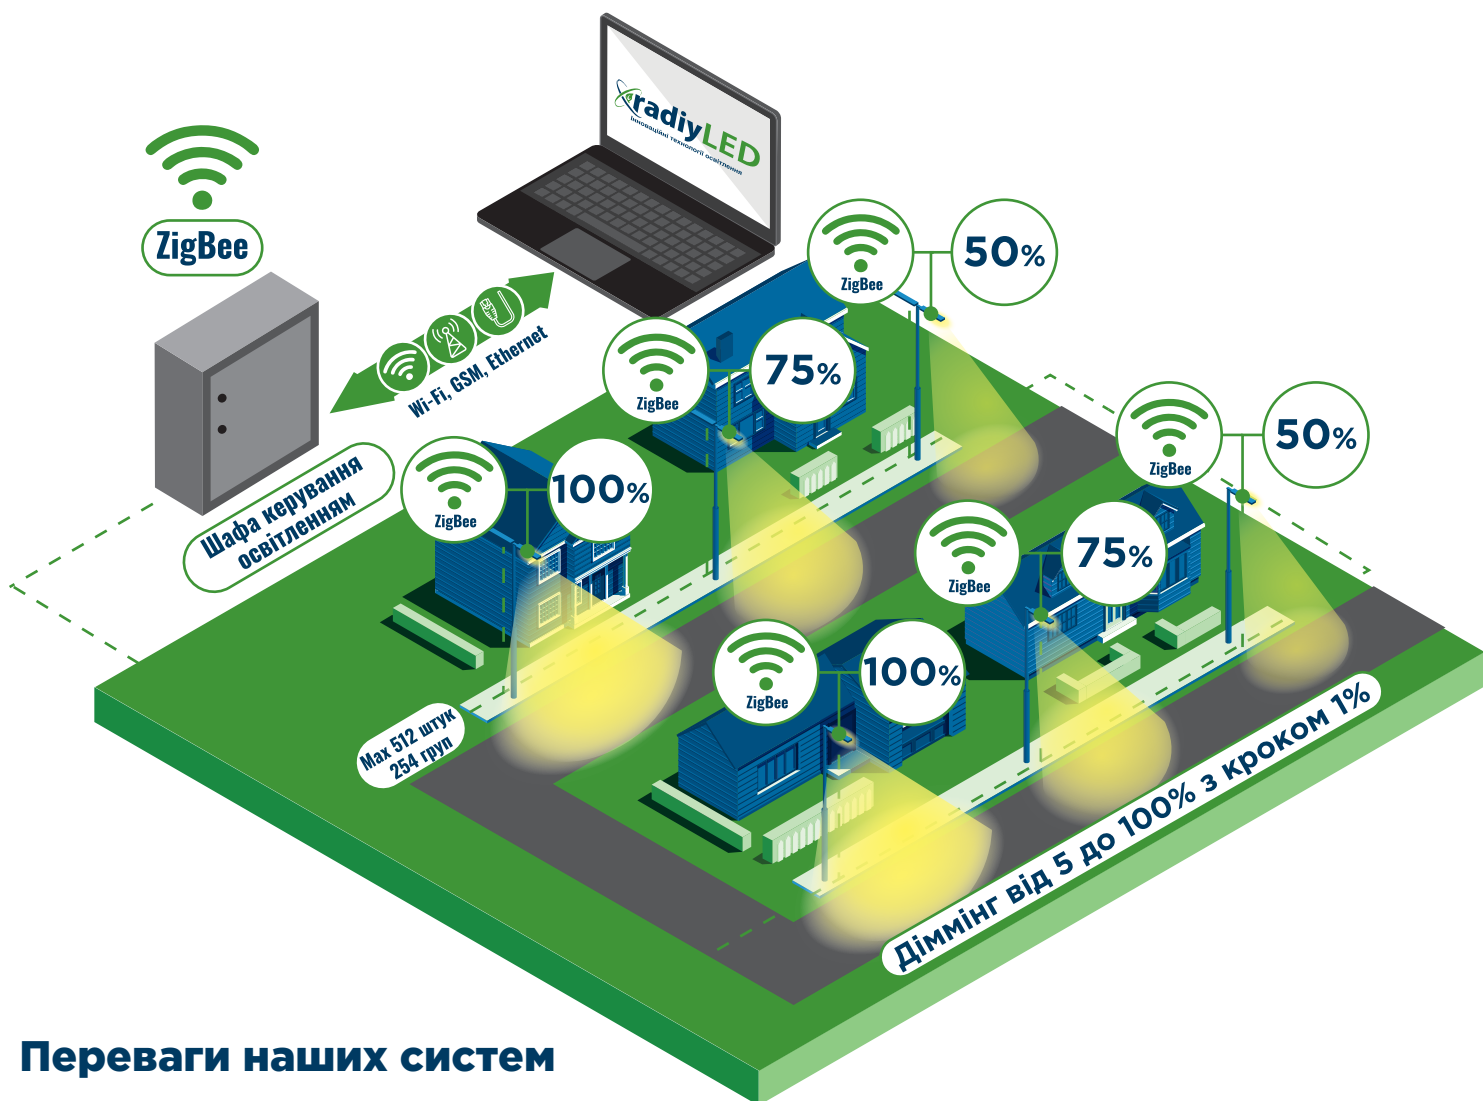 radiyLED
Інноваційні технології освітлення
ZigBee
Wi-Fi, GSM, Ethernet
Шафа керування
освітленням
ZigBee
50%
ZigBee
75%
ZigBee
100%
ZigBee
50%
ZigBee
75%
ZigBee
100%
Max 512 штук
254 груп
Діммінг від 5 до 100% з кроком 1%
Переваги наших систем